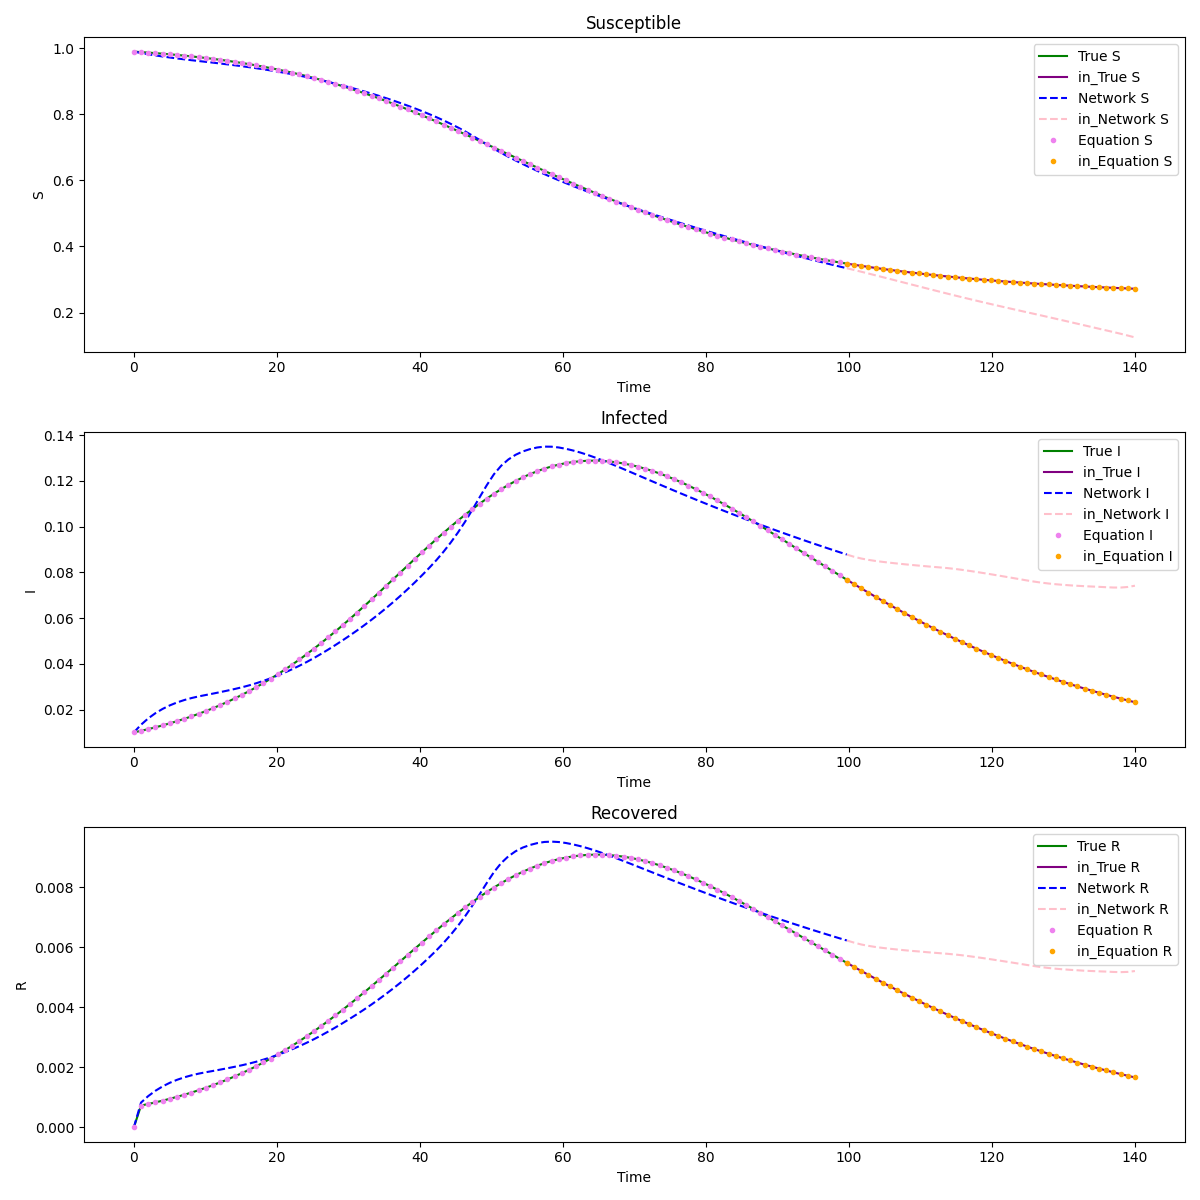 Susceptible
1.0
0.8
0.6
0.4
0.2
S
True S
in_True S
Network S
in_Network S
Equation S
in_Equation S
0 20 40 60 80 100 120 140
Time
Infected
0.14
0.12
0.10
0.08
0.06
0.04
0.02
I
True I
in_True I
Network I
in_Network I
Equation I
in_Equation I
0 20 40 60 80 100 120 140
Time
Recovered
0.008
0.006
0.004
0.002
0.000
R
True R
in_True R
Network R
in_Network R
Equation R
in_Equation R
0 20 40 60 80 100 120 140
Time